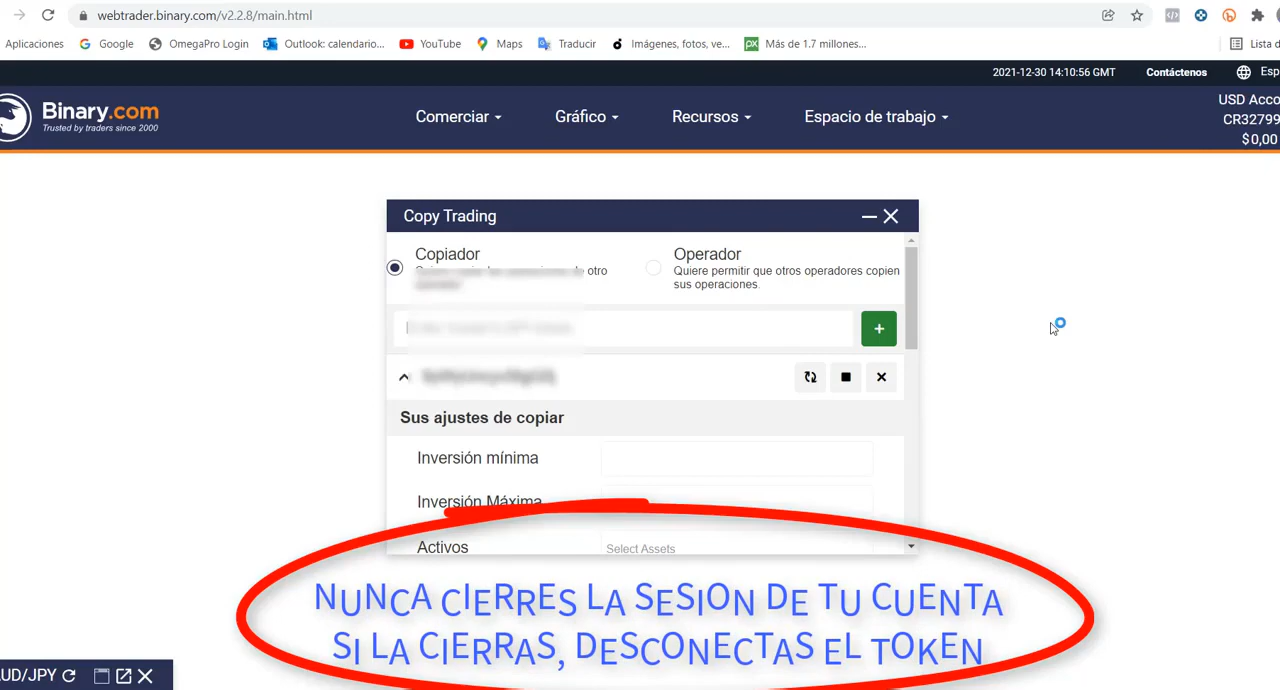 webtrader.binary.com/v2.2.8/main.html
Aplicaciones Google OmegaPro Login Outlook: calendario... YouTube Maps Traducir Imágenes, fotos, ve... Más de 1.7 millones... Lista d
2021-12-30 14:10:56 GMT Contáctenos Esp
Binary.com
Trusted by traders since 2000
Comerciar Gráfico Recursos Espacio de trabajo
USD Acco
CR32799
$0,00
Copy Trading
Copiador
otro
Operador
Quiere permitir que otros operadores copien
sus operaciones.
Sus ajustes de copiar
Inversión mínima
Inversión Máxima
Activos Select Assets
NUNCA CIERRES LA SESION DE TU CUENTA
SI LA CIERRAS, DESCONECTAS EL TOKEN
UD/JPY